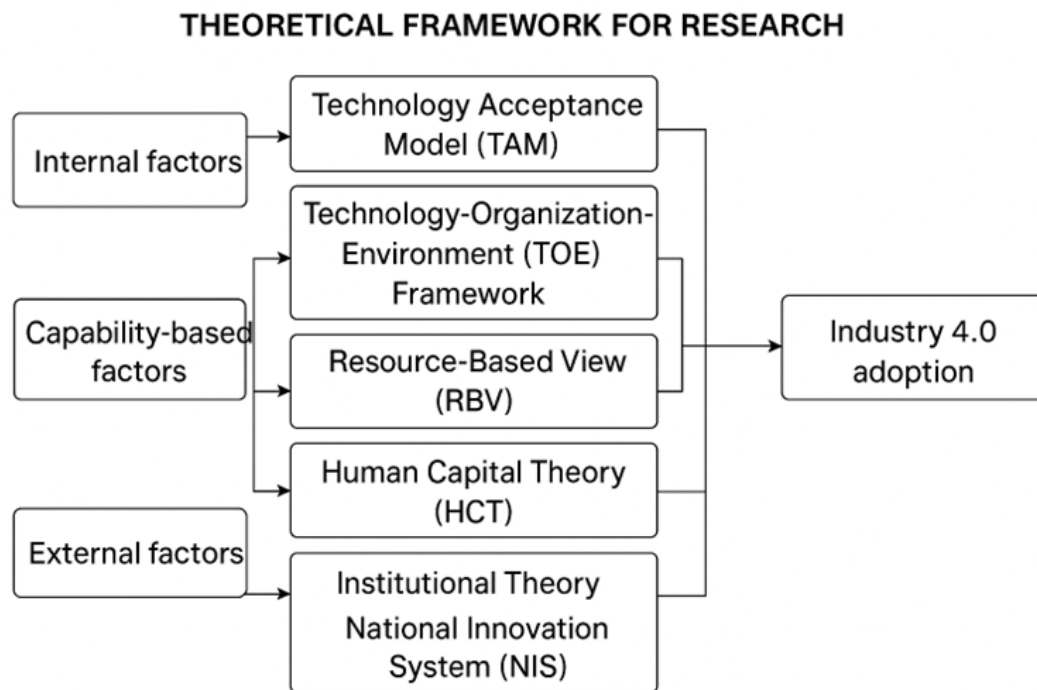 THEORETICAL FRAMEWORK FOR RESEARCH
Internal factors
Technology Acceptance
Model (TAM)
Technology-Organization-
Environment (TOE)
Framework
Capability-based
factors
Resource-Based View
(RBV)
Human Capital Theory
(HCT)
External factors
Institutional Theory
National Innovation
System (NIS)
Industry 4.0
adoption